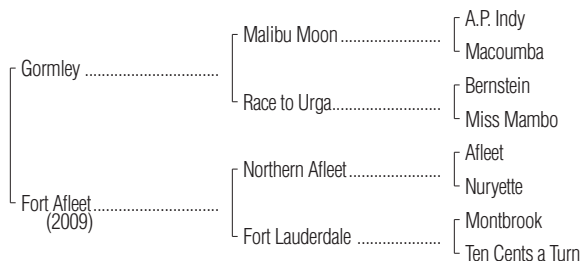 A.P. Indy
Malibu Moon
Macoumba
Gormley
Bernstein
Race to Urga
Miss Mambo
Afleet
Northern Afleet
Nuryette
Fort Afleet
(2009)
Montbrook
Fort Lauderdale
Ten Cents a Turn